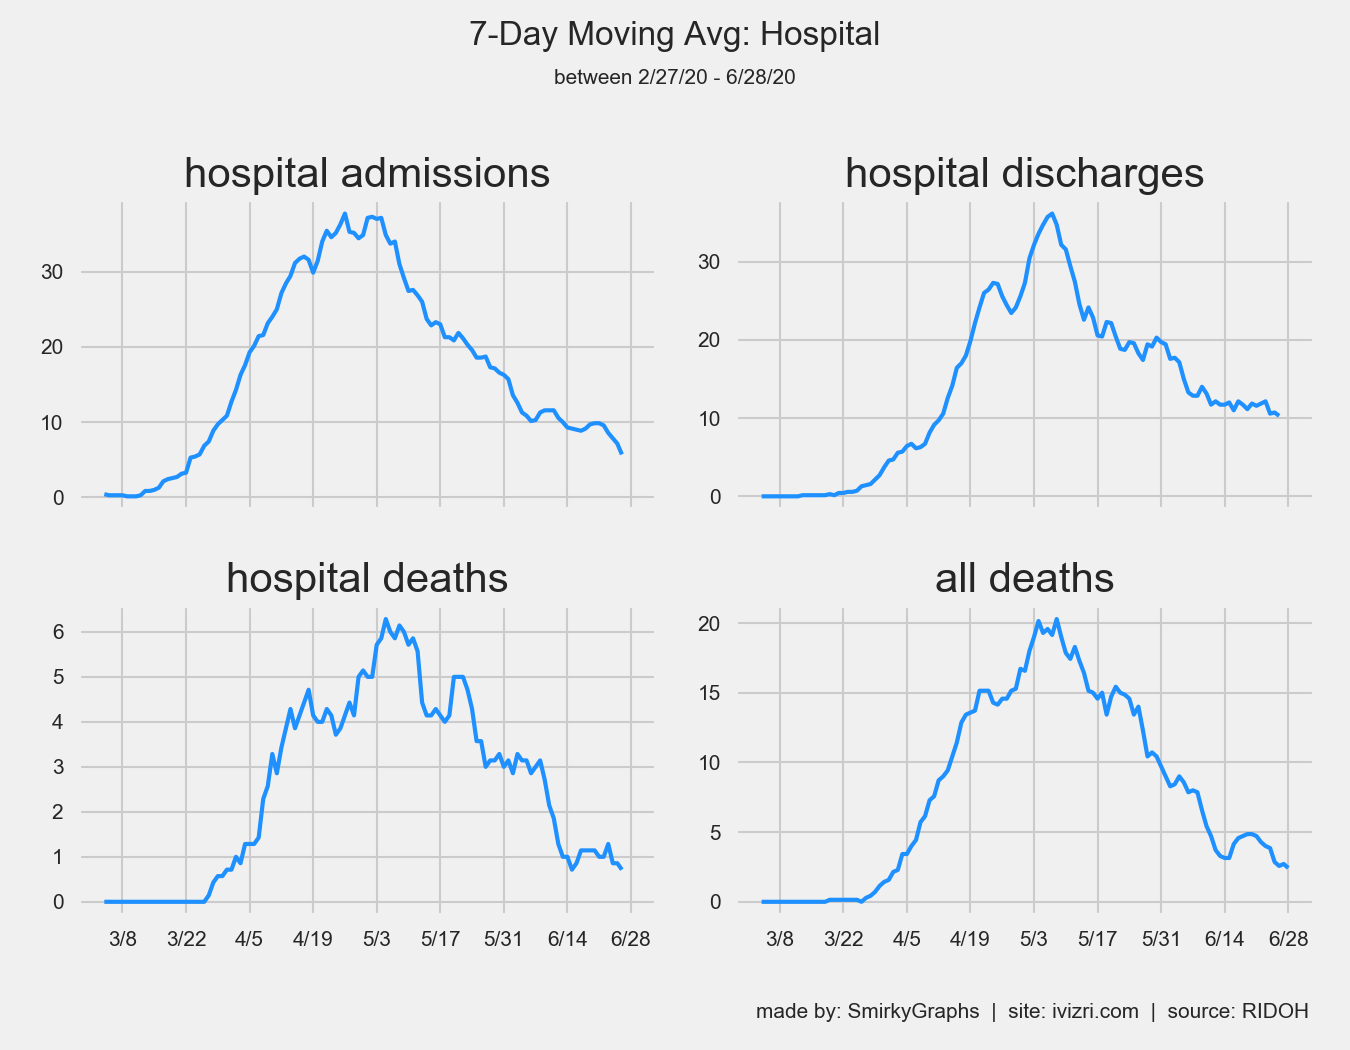 7-Day Moving Avg: Hospital
between 2/27/20 - 6/28/20
hospital admissions
30
20
10
0
hospital discharges
30
20
10
0
hospital deaths
6
5
4
3
2
1
0
3/8 3/22 4/5 4/19 5/3 5/17 5/31 6/14 6/28
all deaths
20
15
10
5
0
3/8 3/22 4/5 4/19 5/3 5/17 5/31 6/14 6/28
made by: SmirkyGraphs | site: ivizri.com | source: RIDOH